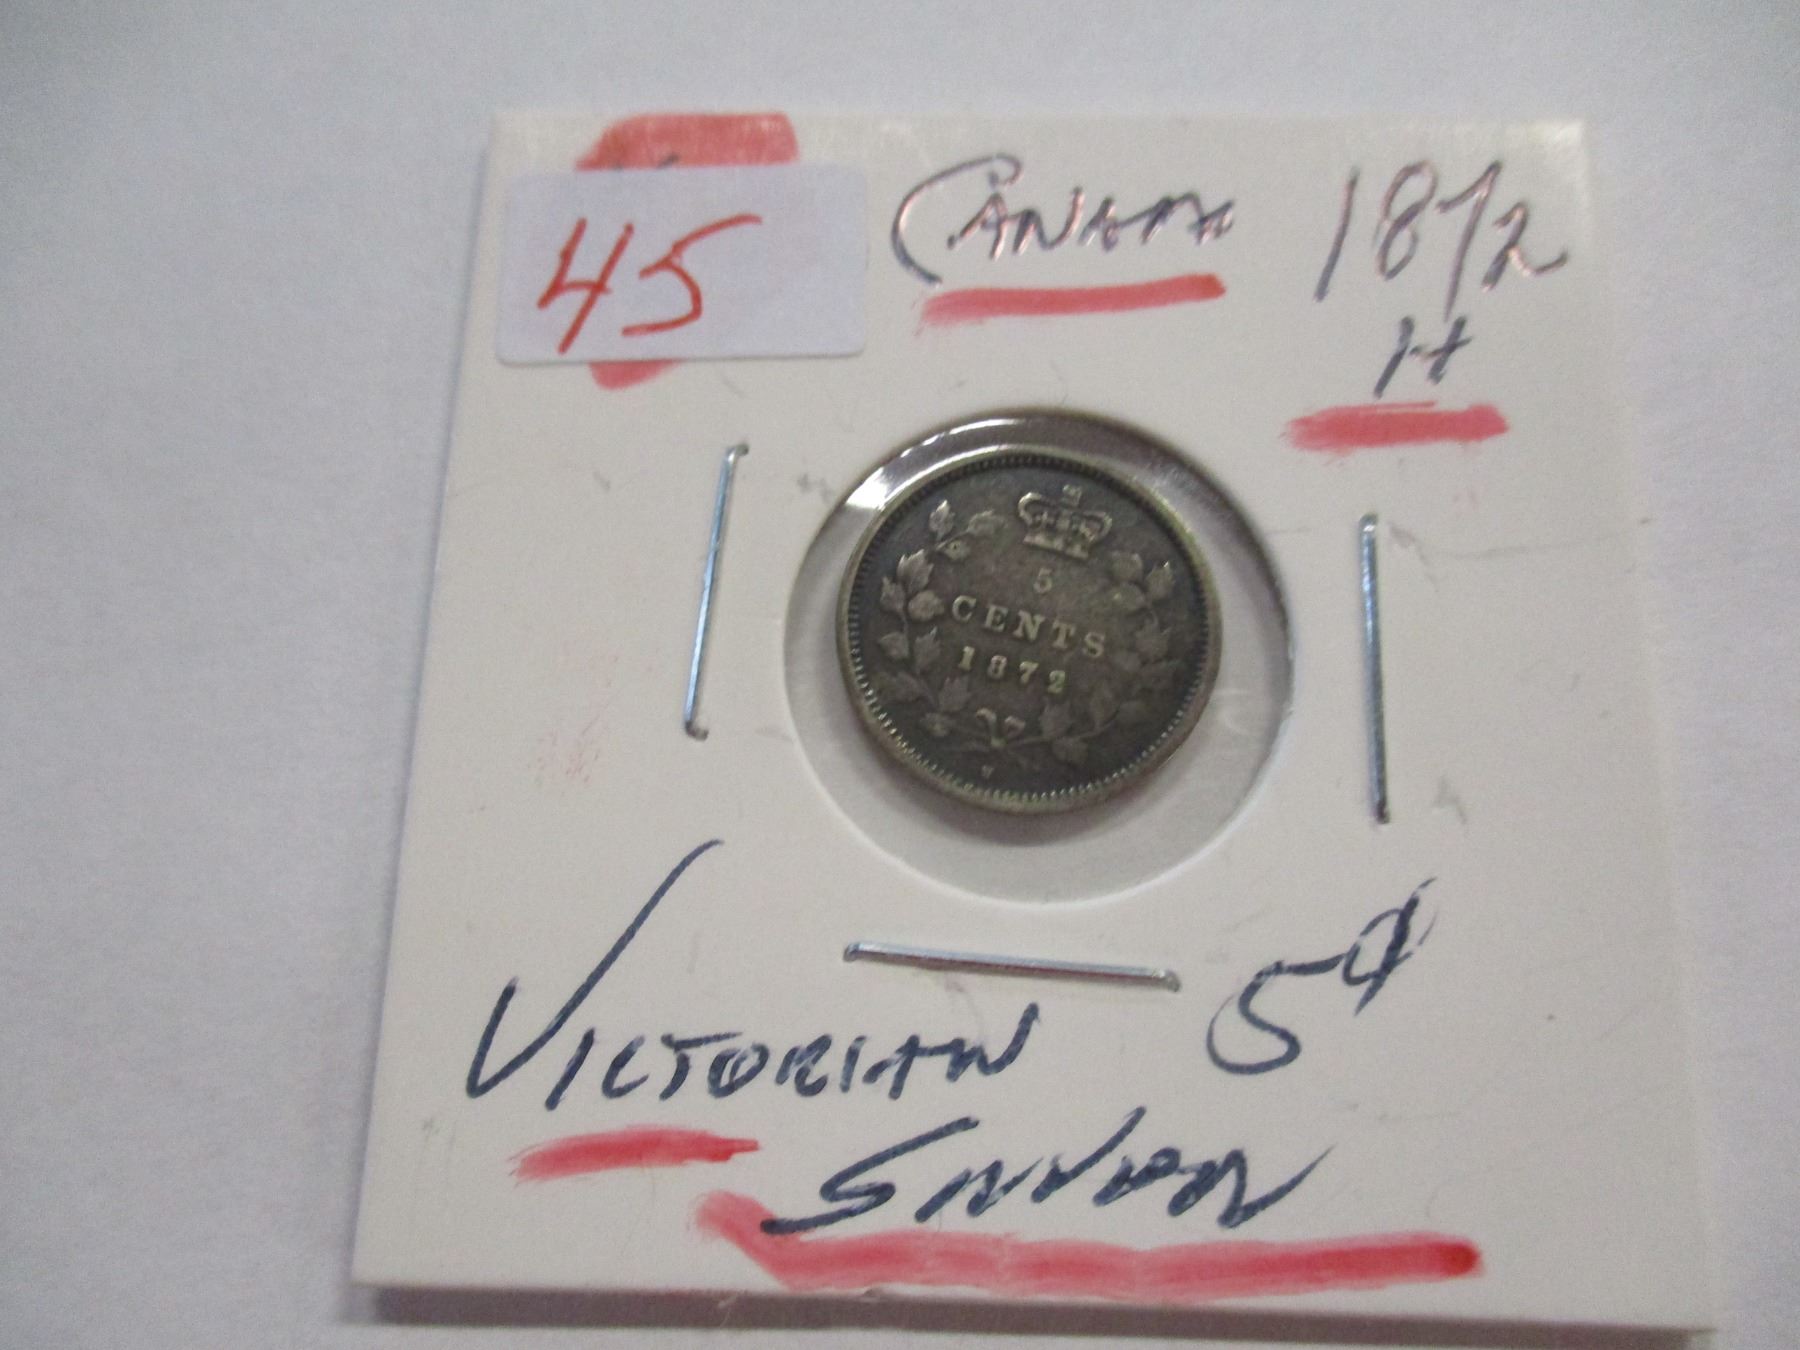 45
CANADA 1872
H
5
CENTS
1872
H
VICTORIAN 5¢
SILVER